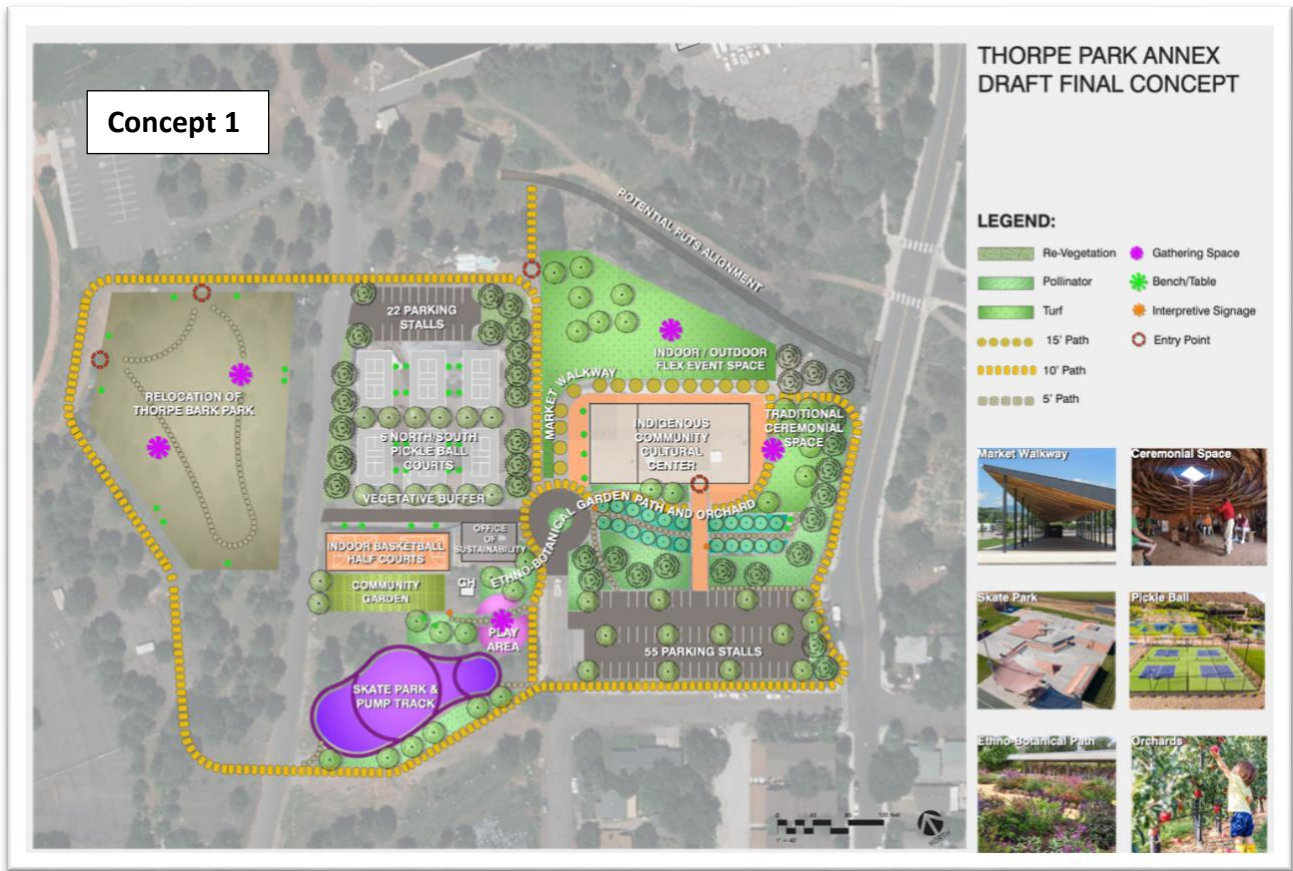 Concept 1
THORPE PARK ANNEX
DRAFT FINAL CONCEPT
POTENTIAL FUTS ALIGNMENT
22 PARKING
STALLS
INDOOR / OUTDOOR
FLEX EVENT SPACE
RELOCATION OF
THORPE BARK PARK
MARKET WALKWAY
INDIGENOUS
COMMUNITY
CULTURAL
CENTER
TRADITIONAL
CEREMONIAL
SPACE
6 NORTH SOUTH
PICKLE BALL
COURTS
VEGETATIVE BUFFER
ETHNO-BOTANICAL GARDEN PATH AND ORCHARD
OFFICE
OF
SUSTAINABILITY
INDOOR BASKETBALL
HALF COURTS
COMMUNITY
GARDEN
GH
PLAY
AREA
55 PARKING STALLS
SKATE PARK &
PUMP TRACK
LEGEND:
Re-Vegetation
Pollinator
Turf
15' Path
10' Path
5' Path
Gathering Space
Bench/Table
Interpretive Signage
Entry Point
Market Walkway
Ceremonial Space
Skate Park
Pickle Ball
Ethno-Botanical Path
Orchards